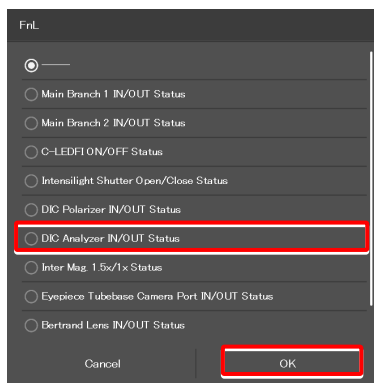 FnL
———
Main Branch 1 IN/OUT Status
Main Branch 2 IN/OUT Status
C-LEDFI ON/OFF Status
Intensilight Shutter Open/Close Status
DIC Polarizer IN/OUT Status
DIC Analyzer IN/OUT Status
Inter Mag. 1.5x/1x Status
Eyepiece Tubebase Camera Port IN/OUT Status
Bertrand Lens IN/OUT Status
Cancel OK